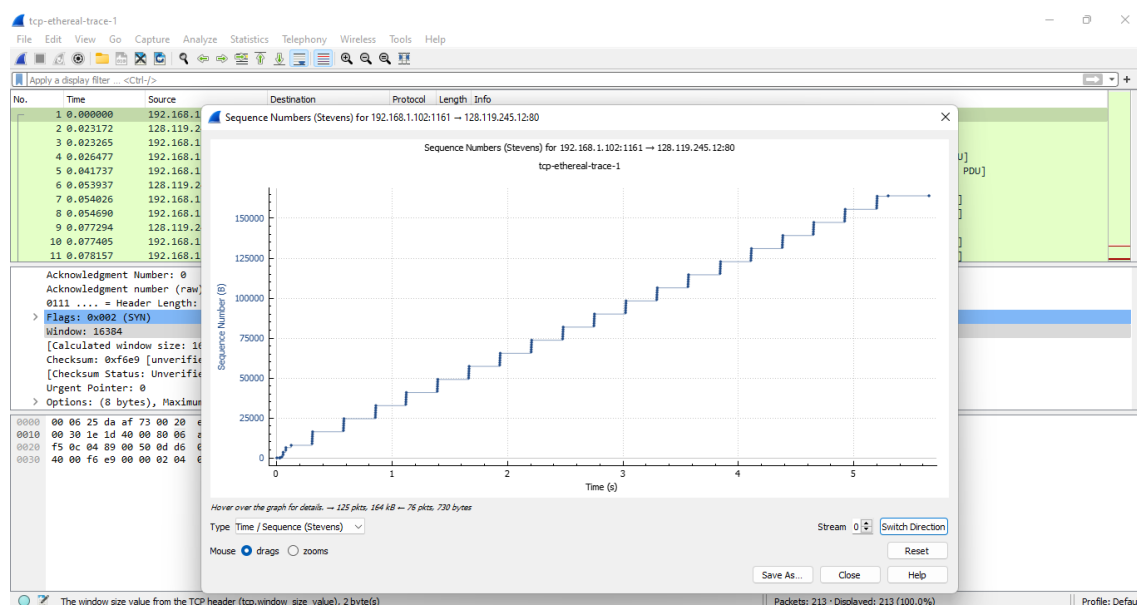 tcp-ethereal-trace-1
File Edit View Go Capture Analyze Statistics Telephony Wireless Tools Help
Apply a display filter ... <Ctrl-/>
No. Time Source Destination Protocol Length Info
1 0.000000 192.168.1
2 0.023172 128.119.2
3 0.023265 192.168.1
4 0.026477 192.168.1 U]
5 0.041737 192.168.1 PDU]
6 0.053937 128.119.2
7 0.054026 192.168.1 ]
8 0.054690 192.168.1 ]
9 0.077294 128.119.2
10 0.077405 192.168.1 ]
11 0.078157 192.168.1 ]
Acknowledgment Number: 0
Acknowledgment number (raw)
0111 .... = Header Length:
Flags: 0x002 (SYN)
Window: 16384
[Calculated window size: 16
Checksum: 0xf6e9 [unverifie
[Checksum Status: Unverifie
Urgent Pointer: 0
Options: (8 bytes), Maximum
0000 00 06 25 da af 73 00 20
0010 00 30 1e 1d 40 00 80 06
0020 f5 0c 04 89 00 50 0d d6
0030 40 00 f6 e9 00 00 02 04
Sequence Numbers (Stevens) for 192.168.1.102:1161 → 128.119.245.12:80
Sequence Numbers (Stevens) for 192.168.1.102:1161 → 128.119.245.12:80
tcp-ethereal-trace-1
Sequence Number (B)
150000
125000
100000
75000
50000
25000
0
0 1 2 3 4 5
Time (s)
Hover over the graph for details. → 125 pkts, 164 kB ← 76 pkts, 730 bytes
Type Time / Sequence (Stevens) Stream 0 Switch Direction
Mouse drags zooms Reset
Save As... Close Help
The window size value from the TCP header (tcp.window_size_value), 2 byte(s) Packets: 213 · Displayed: 213 (100.0%) Profile: Defau